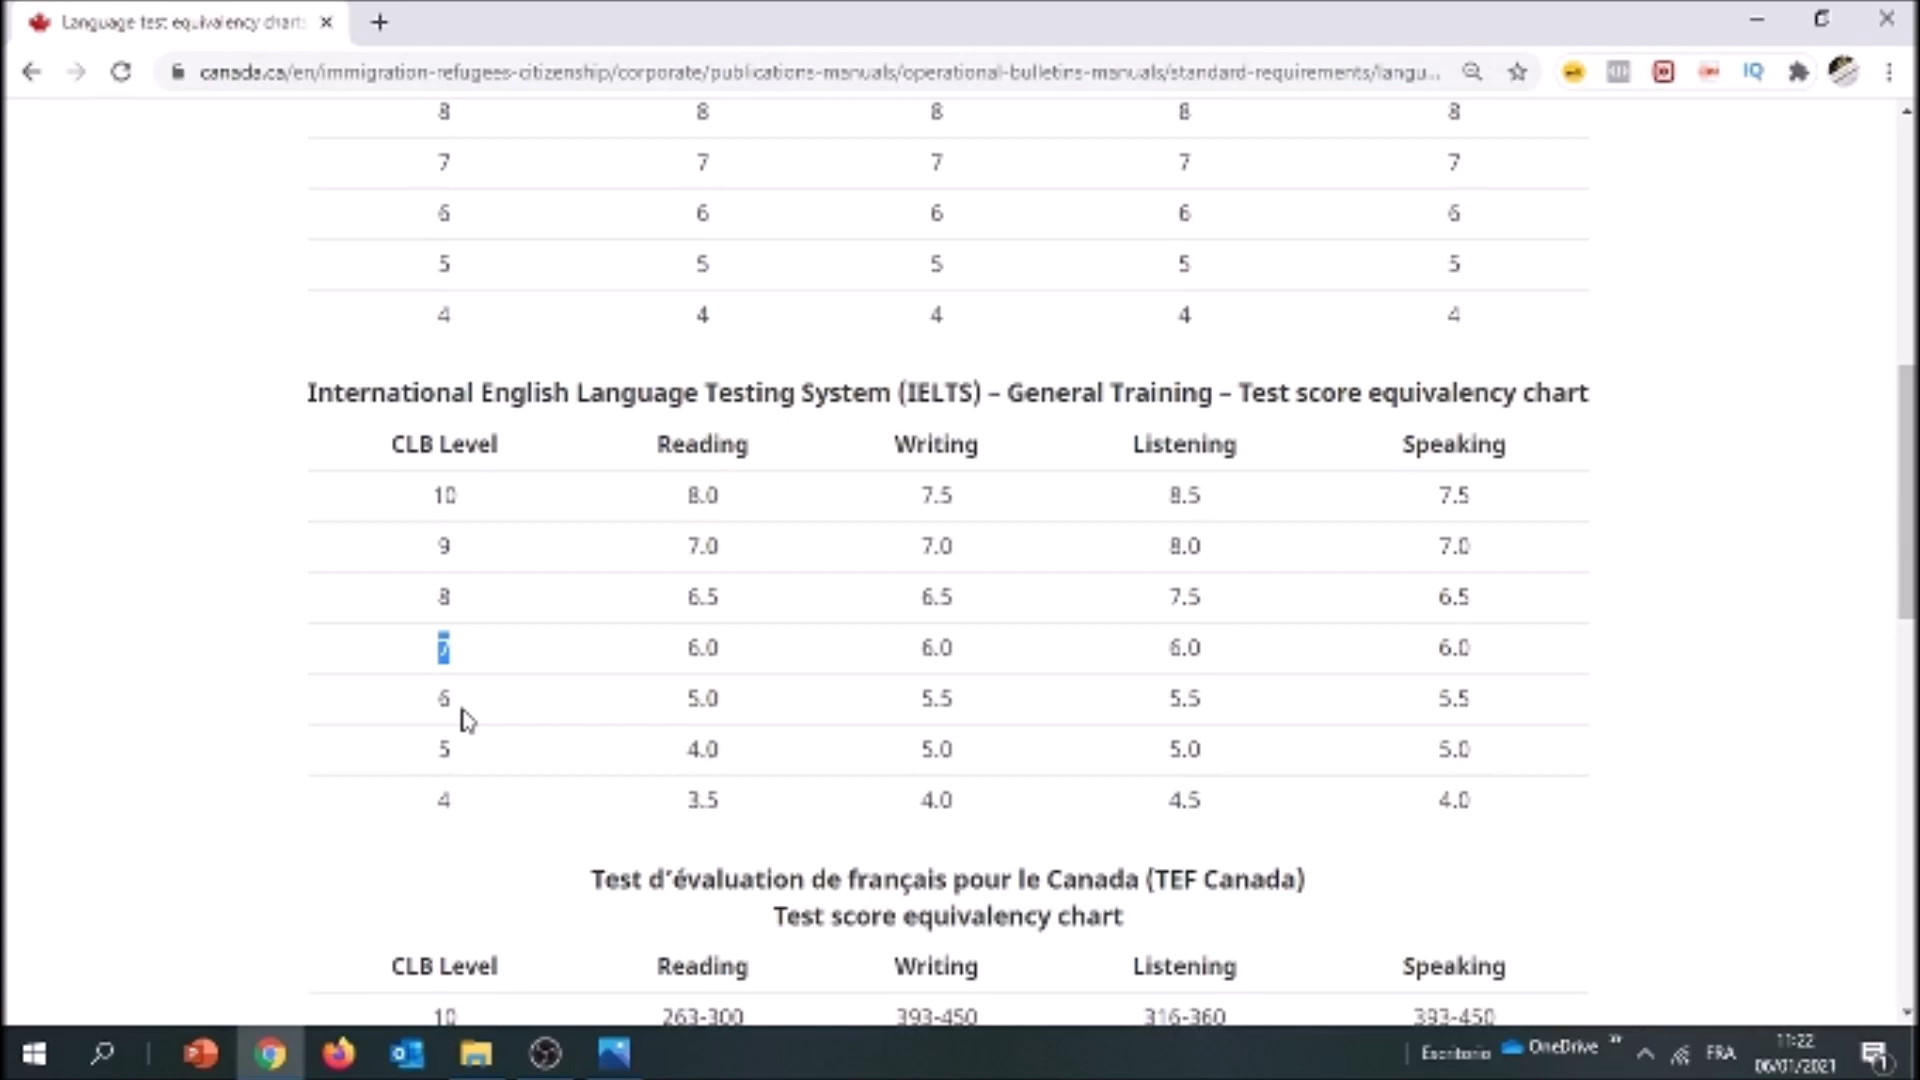 Language test equivalency charts
canada.ca/en/immigration-refugees-citizenship/corporate/publications-manuals/operational-bulletins-manuals/standard-requirements/langu...
IQ
8 8 8 8 8
7 7 7 7 7
6 6 6 6 6
5 5 5 5 5
4 4 4 4 4
International English Language Testing System (IELTS) – General Training – Test score equivalency chart
CLB Level Reading Writing Listening Speaking
10 8.0 7.5 8.5 7.5
9 7.0 7.0 8.0 7.0
8 6.5 6.5 7.5 6.5
7 6.0 6.0 6.0 6.0
6 5.0 5.5 5.5 5.5
5 4.0 5.0 5.0 5.0
4 3.5 4.0 4.5 4.0
Test d'évaluation de français pour le Canada (TEF Canada)
Test score equivalency chart
CLB Level Reading Writing Listening Speaking
10 263-300 393-450 316-360 393-450
Escritorio OneDrive FRA 11:22
06/01/2021 1